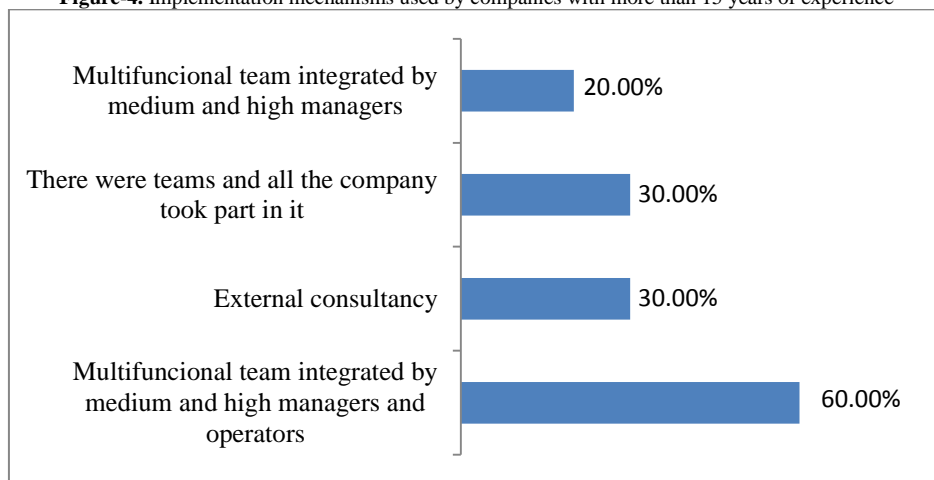 Figure-4. Implementation mechanisms used by companies with more than 15 years of experience
Multifuncional team integrated by
medium and high managers
20.00%
There were teams and all the company
took part in it
30.00%
External consultancy
30.00%
Multifuncional team integrated by
medium and high managers and
operators
60.00%